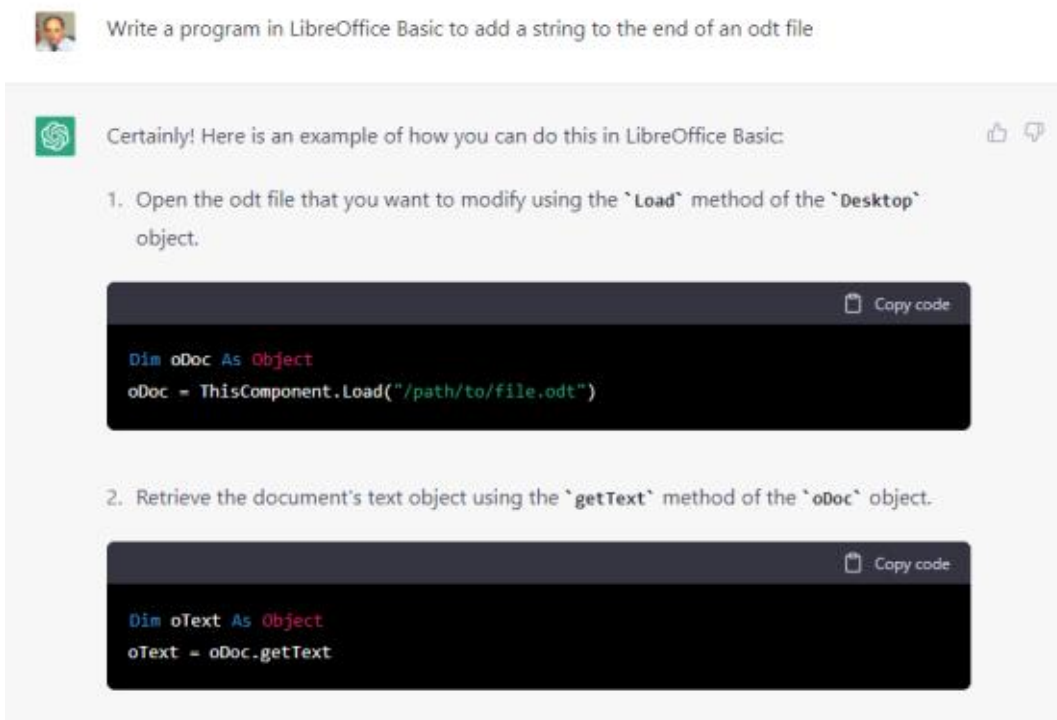 Write a program in LibreOffice Basic to add a string to the end of an odt file
Certainly! Here is an example of how you can do this in LibreOffice Basic:
1. Open the odt file that you want to modify using the `Load` method of the `Desktop`
object.
Copy code
Dim oDoc As Object
oDoc = ThisComponent.Load("/path/to/file.odt")
2. Retrieve the document's text object using the `getText` method of the `oDoc` object.
Copy code
Dim oText As Object
oText = oDoc.getText